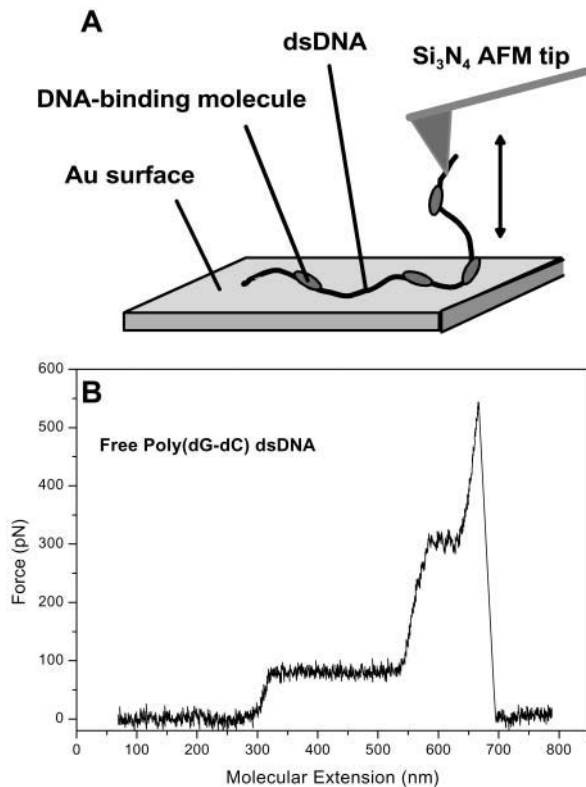 A
dsDNA
Si₃N₄ AFM tip
DNA-binding molecule
Au surface
B
Free Poly(dG-dC) dsDNA
Force (pN)
600
500
400
300
200
100
0
0 100 200 300 400 500 600 700 800
Molecular Extension (nm)